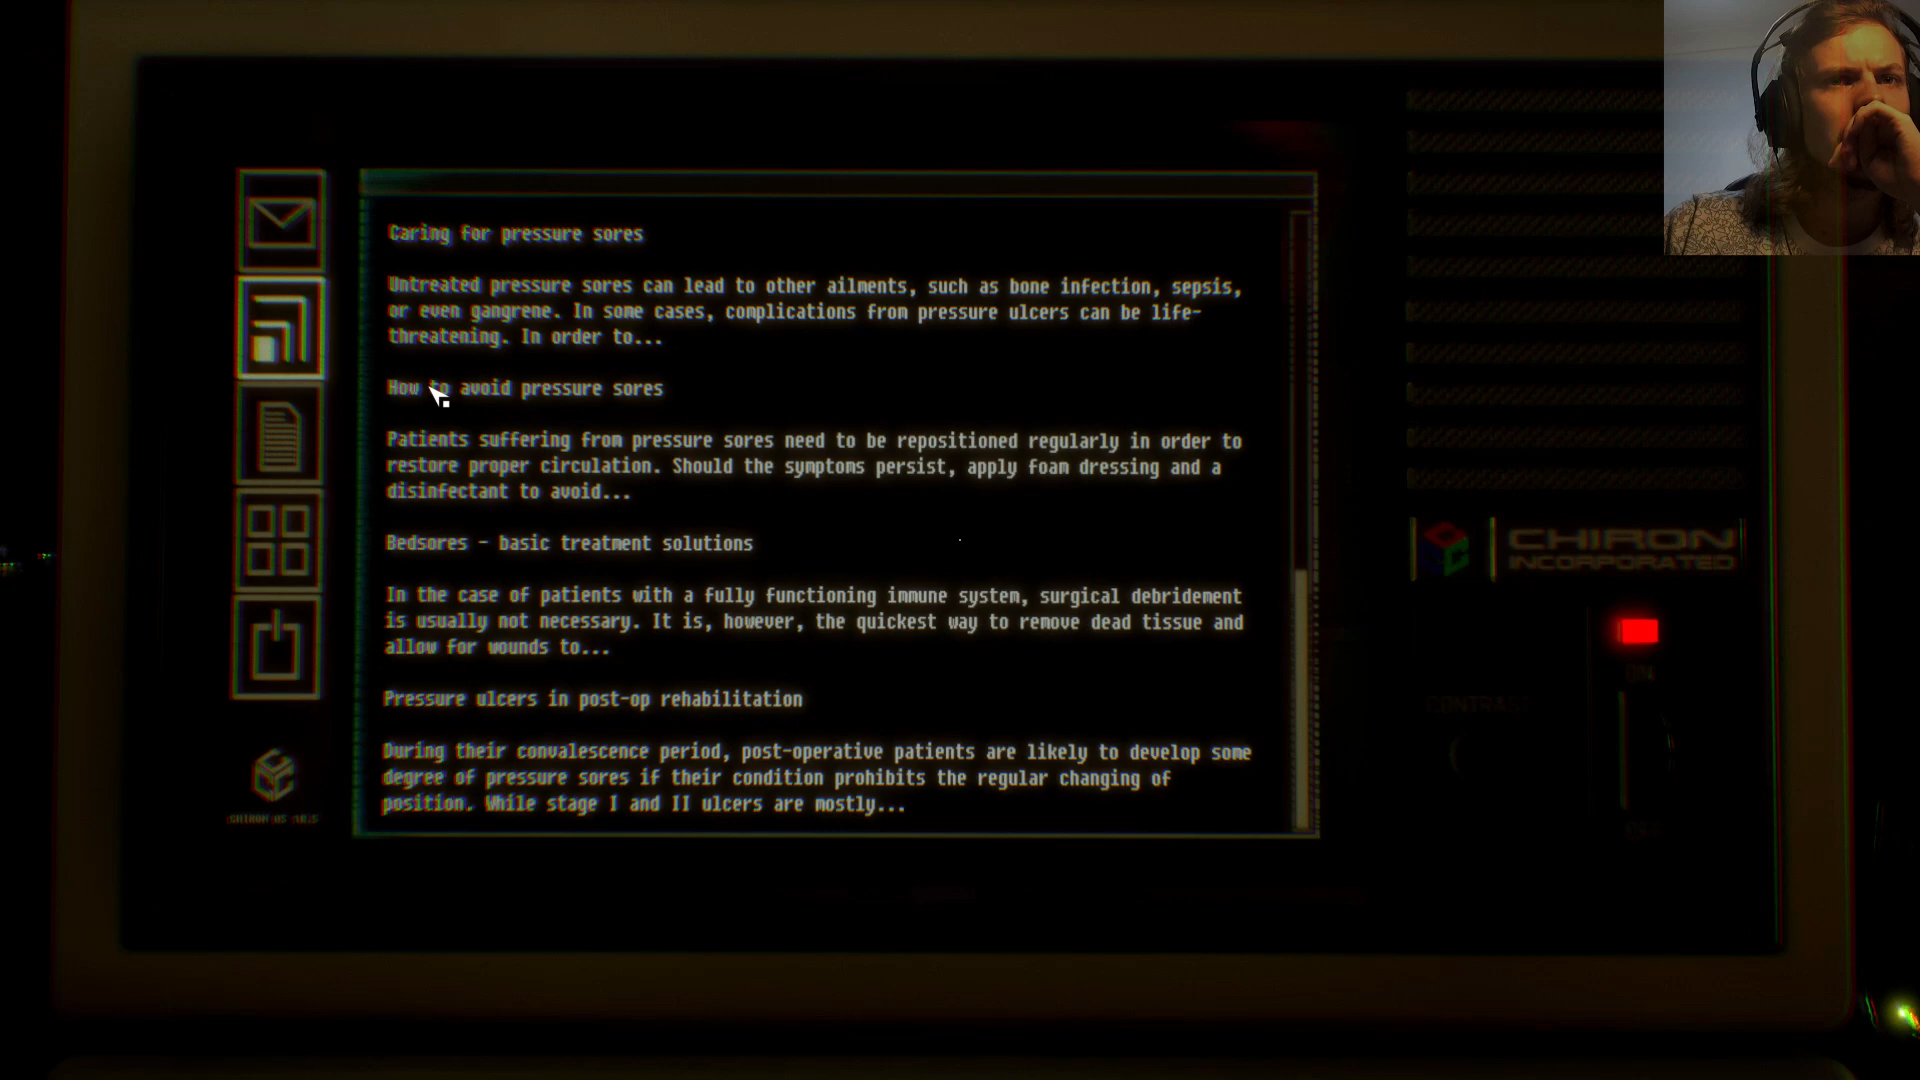 Caring for pressure sores
Untreated pressure sores can lead to other ailments, such as bone infection, sepsis,
or even gangrene. In some cases, complications from pressure ulcers can be life-
threatening. In order to...
How to avoid pressure sores
Patients suffering from pressure sores need to be repositioned regularly in order to
restore proper circulation. Should the symptoms persist, apply foam dressing and a
disinfectant to avoid...
Bedsores - basic treatment solutions
In the case of patients with a fully functioning immune system, surgical debridement
is usually not necessary. It is, however, the quickest way to remove dead tissue and
allow for wounds to...
Pressure ulcers in post-op rehabilitation
During their convalescence period, post-operative patients are likely to develop some
degree of pressure sores if their condition prohibits the regular changing of
position. While stage I and II ulcers are mostly...
CHIRON
INCORPORATED
ON
CONTRAST